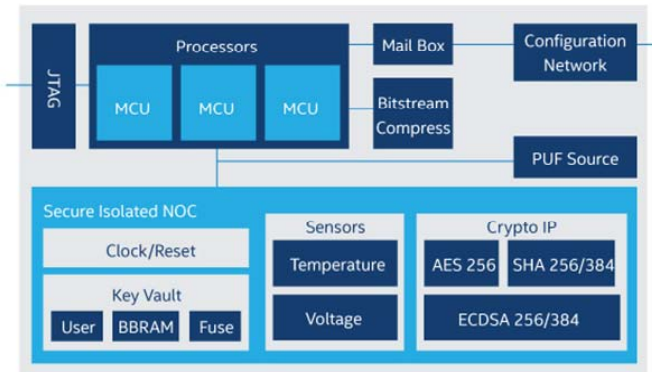 JTAG
Processors
MCU
MCU
MCU
Mail Box
Bitstream
Compress
Configuration
Network
PUF Source
Secure Isolated NOC
Clock/Reset
Key Vault
User
BBRAM
Fuse
Sensors
Temperature
Voltage
Crypto IP
AES 256
SHA 256/384
ECDSA 256/384